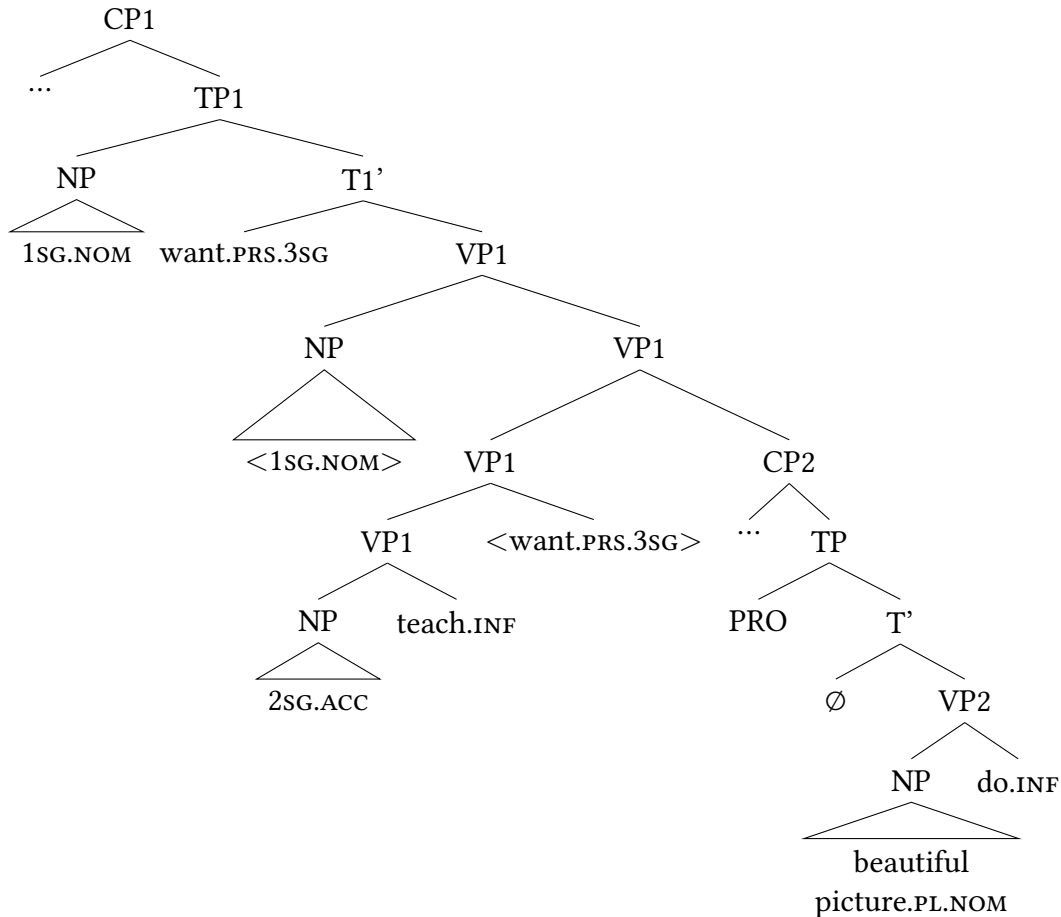 CP1
...
TP1
NP
T1’
1SG.NOM
want.PRS.3SG
VP1
NP
VP1
<1SG.NOM>
VP1
CP2
VP1
<want.PRS.3SG>
...
TP
NP
teach.INF
PRO
T’
2SG.ACC
∅
VP2
NP
do.INF
beautiful
picture.PL.NOM